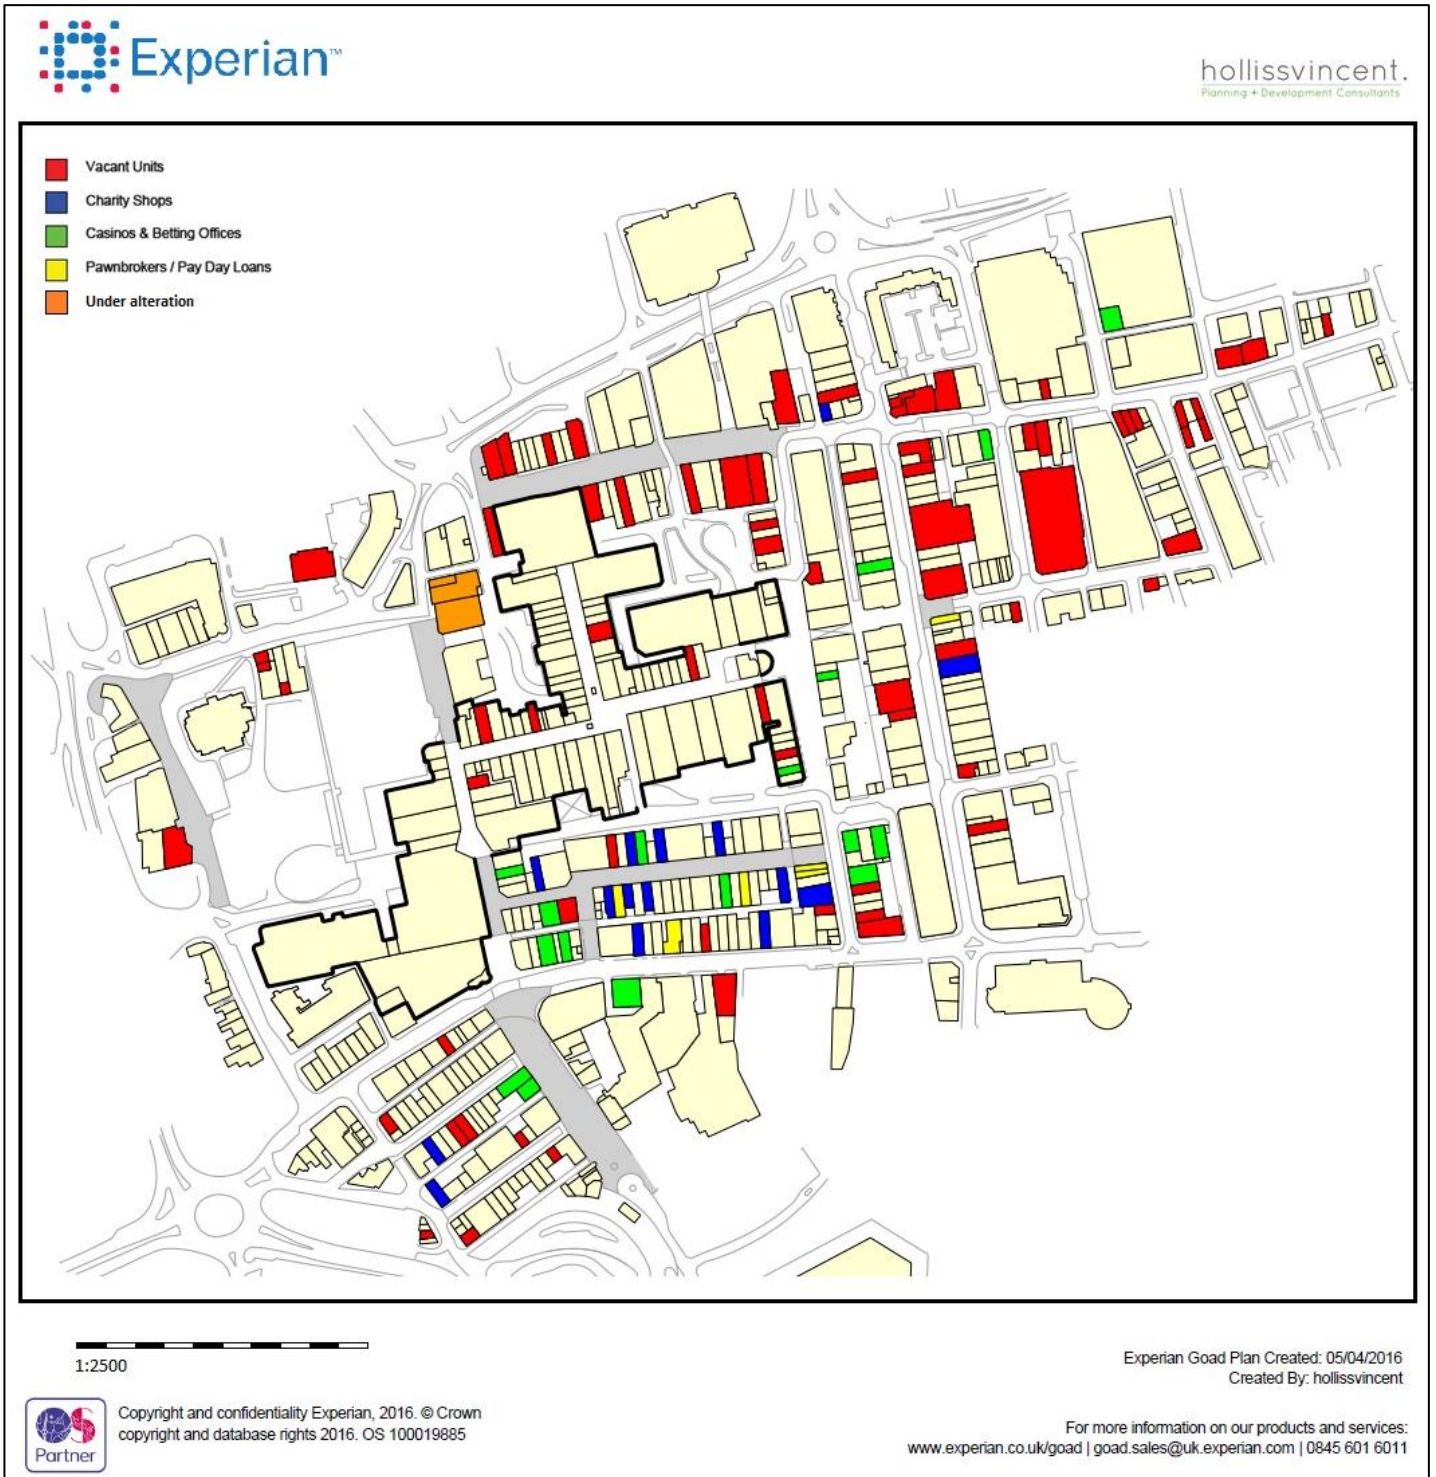 Experian™
hollissvincent.
Planning + Development Consultants
Vacant Units
Charity Shops
Casinos & Betting Offices
Pawnbrokers / Pay Day Loans
Under alteration
1:2500
Experian Goad Plan Created: 05/04/2016
Created By: hollissvincent
OS
Partner
Copyright and confidentiality Experian, 2016. © Crown
copyright and database rights 2016. OS 100019885
For more information on our products and services:
www.experian.co.uk/goad | goad.sales@uk.experian.com | 0845 601 6011